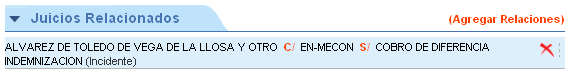 Juicios Relacionados (Agregar Relaciones)
ALVAREZ DE TOLEDO DE VEGA DE LA LLOSA Y OTRO C/ EN-MECON S/ COBRO DE DIFERENCIA
INDEMNIZACION (Incidente)